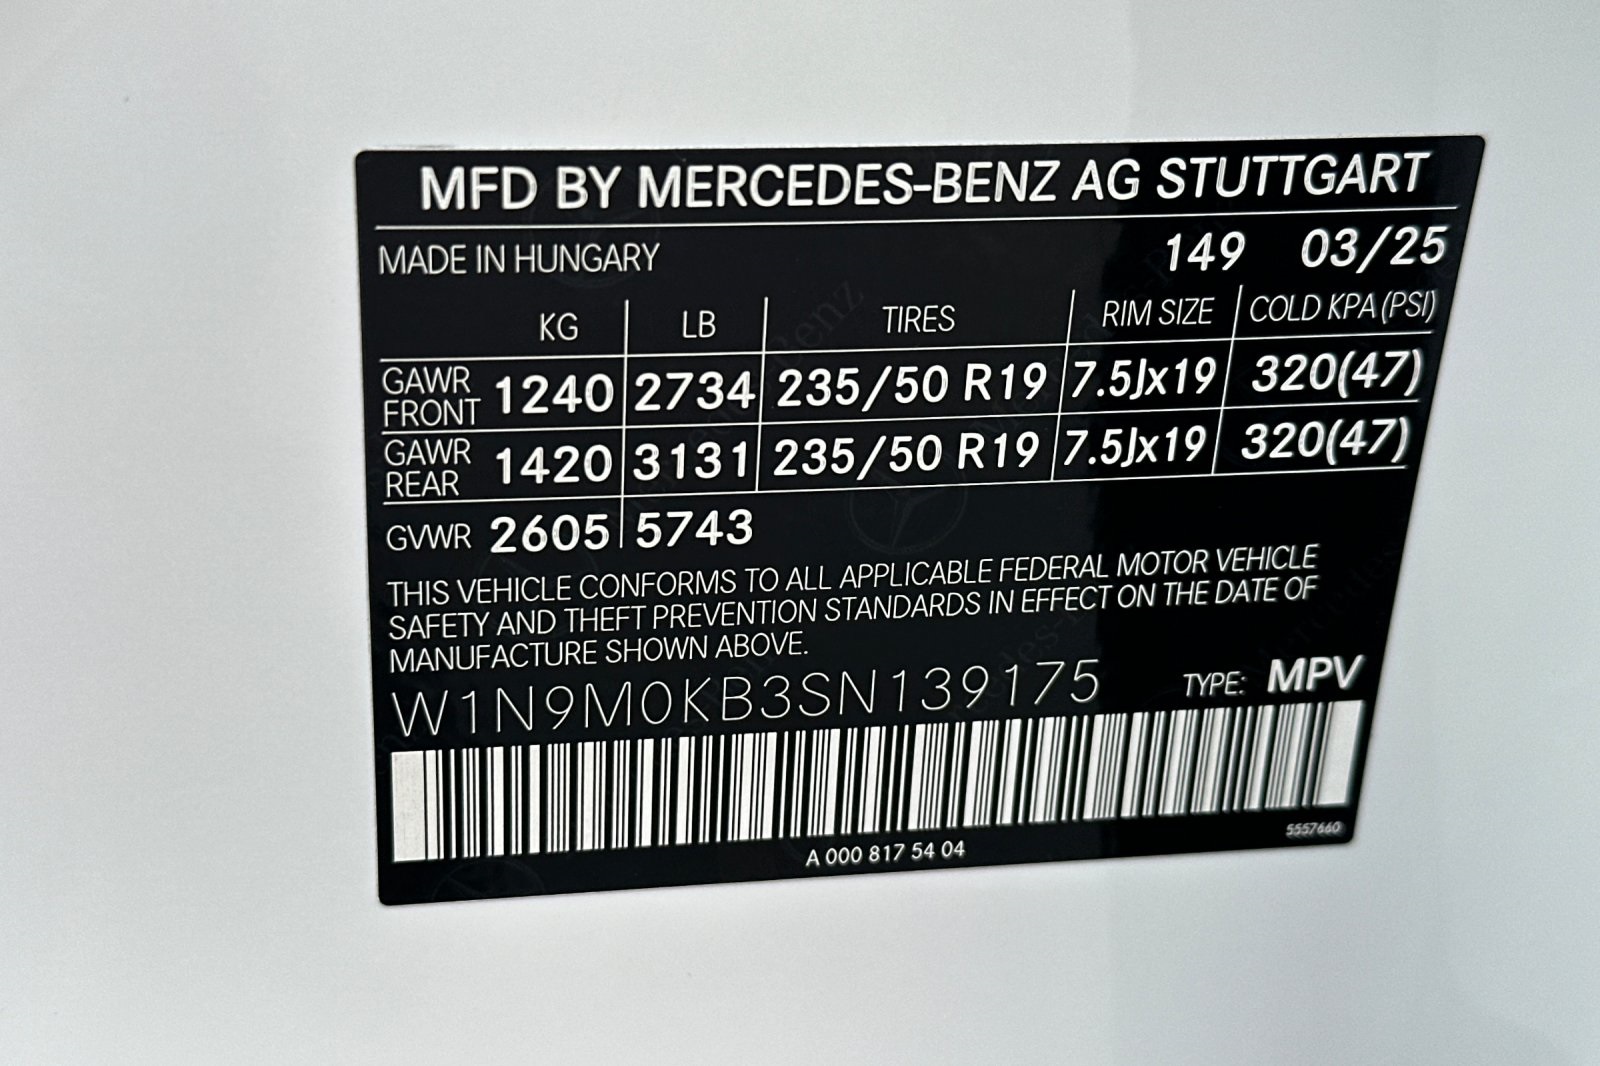 MFD BY MERCEDES-BENZ AG STUTTGART
MADE IN HUNGARY 149 03/25
KG LB TIRES RIM SIZE COLD KPA (PSI)
GAWR FRONT 1240 2734 235/50 R19 7.5Jx19 320(47)
GAWR REAR 1420 3131 235/50 R19 7.5Jx19 320(47)
GVWR 2605 5743
THIS VEHICLE CONFORMS TO ALL APPLICABLE FEDERAL MOTOR VEHICLE
SAFETY AND THEFT PREVENTION STANDARDS IN EFFECT ON THE DATE OF
MANUFACTURE SHOWN ABOVE.
W1N9M0KB3SN139175 TYPE: MPV
A 000 817 54 04
5557660